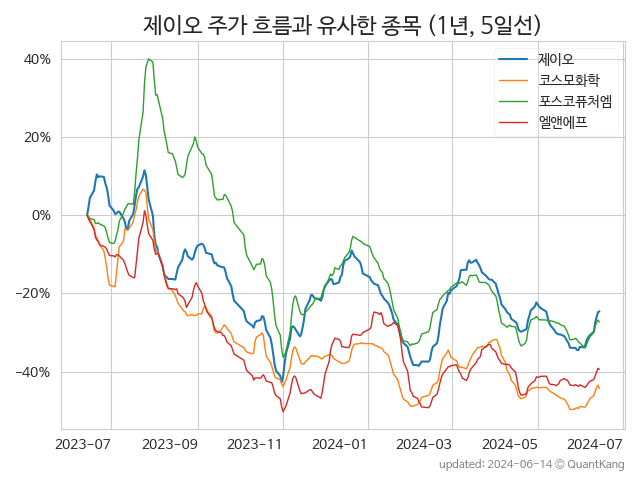 제이오 주가 흐름과 유사한 종목 (1년, 5일선)
제이오
코스모화학
포스코퓨처엠
엘앤에프
40%
20%
0%
−20%
−40%
2023-07 2023-09 2023-11 2024-01 2024-03 2024-05 2024-07
updated: 2024-06-14 © QuantKang